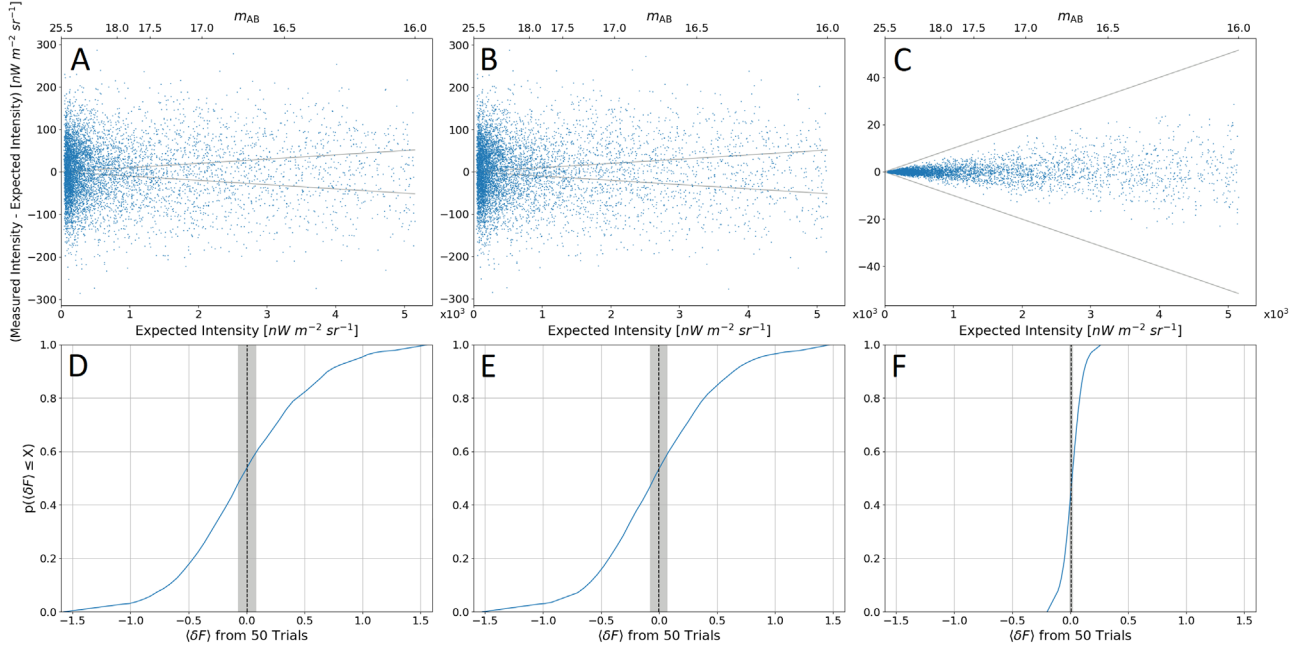 m_AB m_AB m_AB
25.5 18.0 17.5 17.0 16.5 16.0 25.5 18.0 17.5 17.0 16.5 16.0 25.5 18.0 17.5 17.0 16.5 16.0
(Measured Intensity - Expected Intensity) [nW m⁻² sr⁻¹]
A
300
200
100
0
−100
−200
−300
0 1 2 3 4 5 x10³
Expected Intensity [nW m⁻² sr⁻¹]
B
300
200
100
0
−100
−200
−300
0 1 2 3 4 5 x10³
Expected Intensity [nW m⁻² sr⁻¹]
C
40
20
0
−20
−40
0 1 2 3 4 5 x10³
Expected Intensity [nW m⁻² sr⁻¹]
p(⟨δF⟩ ≤ X)
D
1.0
0.8
0.6
0.4
0.2
0.0
−1.5 −1.0 −0.5 0.0 0.5 1.0 1.5
⟨δF⟩ from 50 Trials
E
1.0
0.8
0.6
0.4
0.2
0.0
−1.5 −1.0 −0.5 0.0 0.5 1.0 1.5
⟨δF⟩ from 50 Trials
F
1.0
0.8
0.6
0.4
0.2
0.0
−1.5 −1.0 −0.5 0.0 0.5 1.0 1.5
⟨δF⟩ from 50 Trials